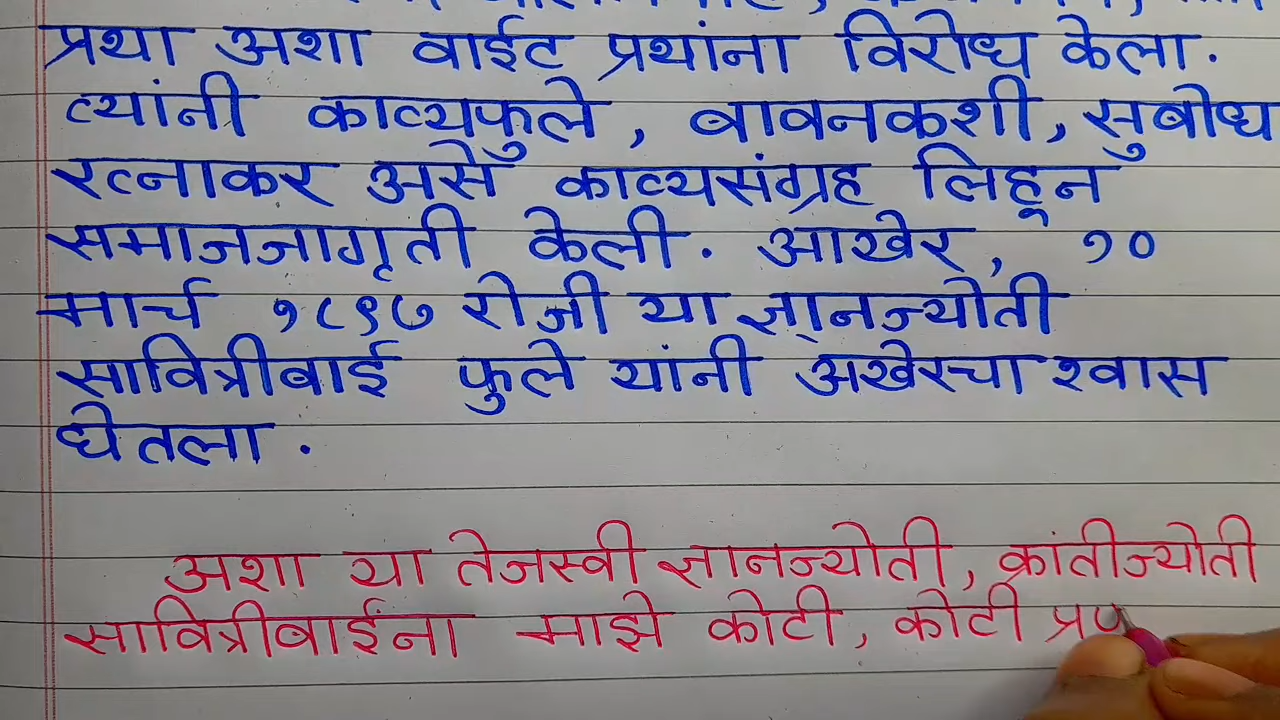 प्रथा अशा वाईट प्रथांना विरोध केला.
त्यांनी काव्यफुले, बावनकशी, सुबोध
रत्नाकर असे काव्यसंग्रह लिहून
समाजजागृती केली. आखेर, १०
मार्च १८९७ रोजी या ज्ञानज्योती
सावित्रीबाई फुले यांनी अखेरचा श्वास
घेतला.
अशा या तेजस्वी ज्ञानज्योती, क्रांतीज्योती
सावित्रीबाईंना माझे कोटी, कोटी